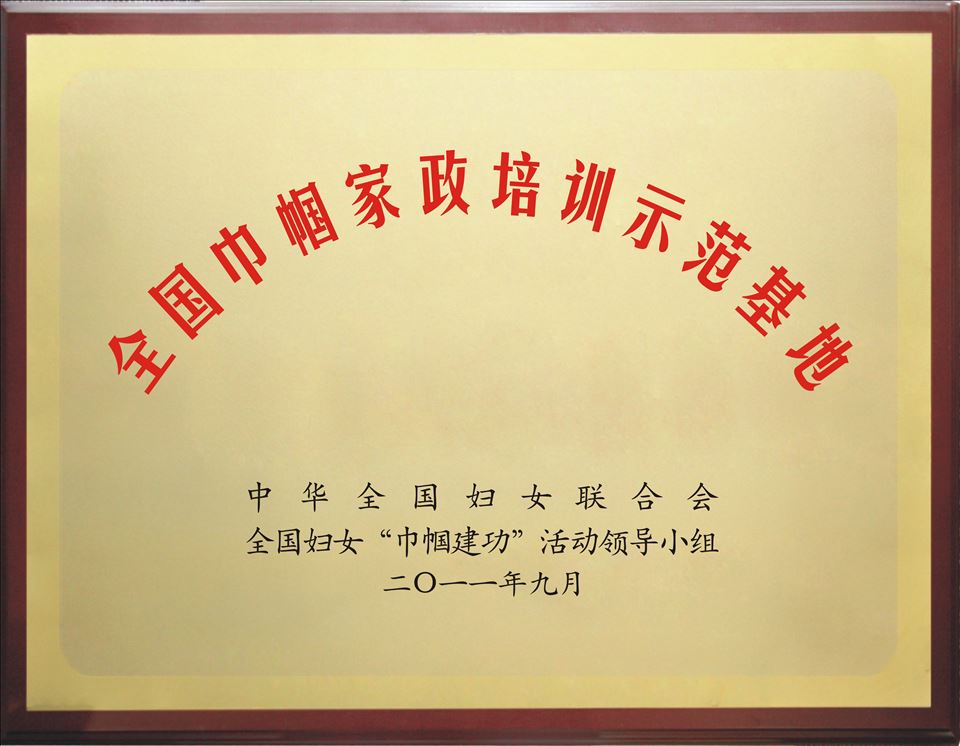 全国巾帼家政培训示范基地
中华全国妇女联合会
全国妇女“巾帼建功”活动领导小组
二〇一一年九月